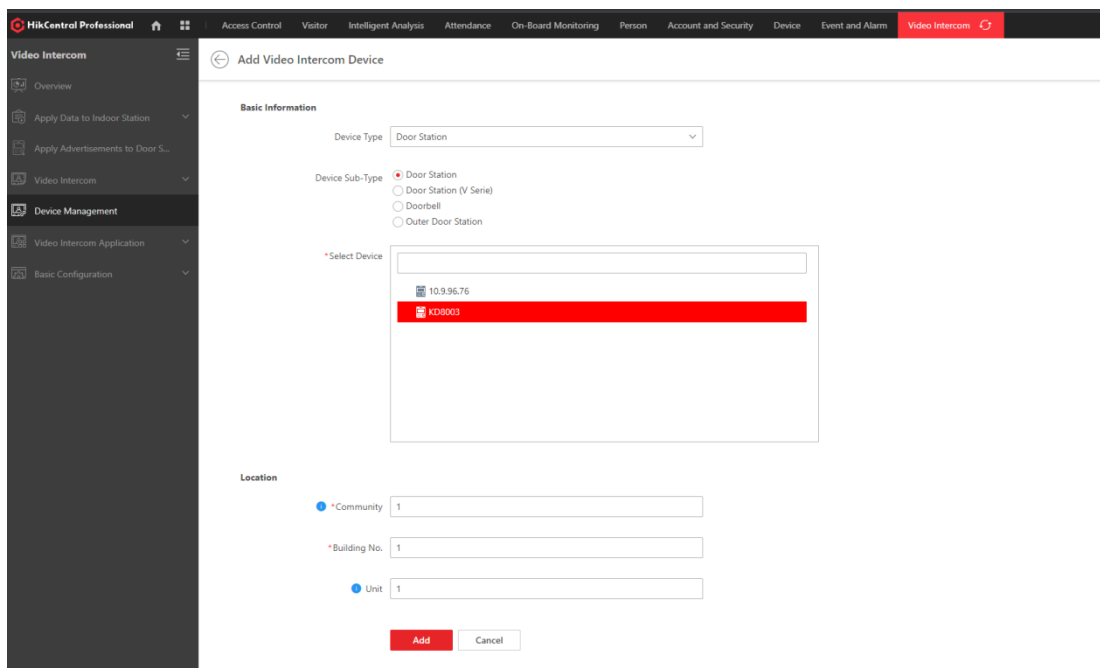 HikCentral Professional
Access Control Visitor Intelligent Analysis Attendance On-Board Monitoring Person Account and Security Device Event and Alarm Video Intercom
Video Intercom
Overview
Apply Data to Indoor Station
Apply Advertisements to Door S...
Video Intercom
Device Management
Video Intercom Application
Basic Configuration
Add Video Intercom Device
Basic Information
Device Type Door Station
Device Sub-Type Door Station
Door Station (V Serie)
Doorbell
Outer Door Station
*Select Device
10.9.96.76
KD8003
Location
*Community 1
*Building No. 1
Unit 1
Add Cancel